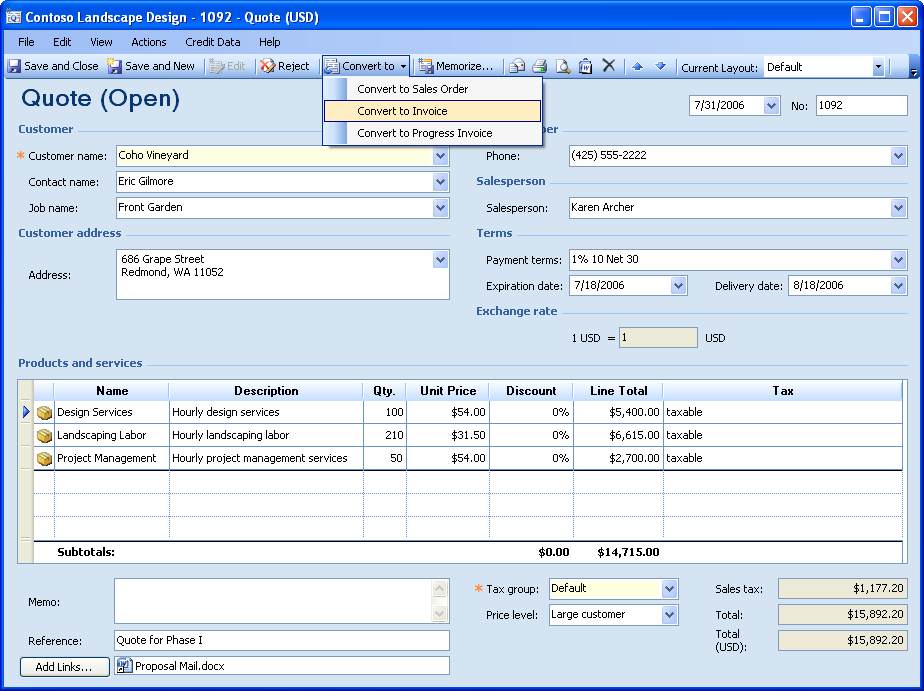 Contoso Landscape Design - 1092 - Quote (USD)
File Edit View Actions Credit Data Help
Save and Close Save and New Edit Reject Convert to Memorize... Current Layout: Default
Convert to Sales Order
Convert to Invoice
Convert to Progress Invoice
Quote (Open)
7/31/2006 No: 1092
Customer
Customer name: Coho Vineyard
Phone: (425) 555-2222
Contact name: Eric Gilmore
Salesperson
Job name: Front Garden
Salesperson: Karen Archer
Customer address
Terms
Address: 686 Grape Street
Redmond, WA 11052
Payment terms: 1% 10 Net 30
Expiration date: 7/18/2006 Delivery date: 8/18/2006
Exchange rate
1 USD = 1 USD
Products and services
Name Description Qty. Unit Price Discount Line Total Tax
Design Services Hourly design services 100 $54.00 0% $5,400.00 taxable
Landscaping Labor Hourly landscaping labor 210 $31.50 0% $6,615.00 taxable
Project Management Hourly project management services 50 $54.00 0% $2,700.00 taxable
Subtotals: $0.00 $14,715.00
Memo:
Tax group: Default Sales tax: $1,177.20
Price level: Large customer Total: $15,892.20
Reference: Quote for Phase I
Total
(USD): $15,892.20
Add Links... Proposal Mail.docx